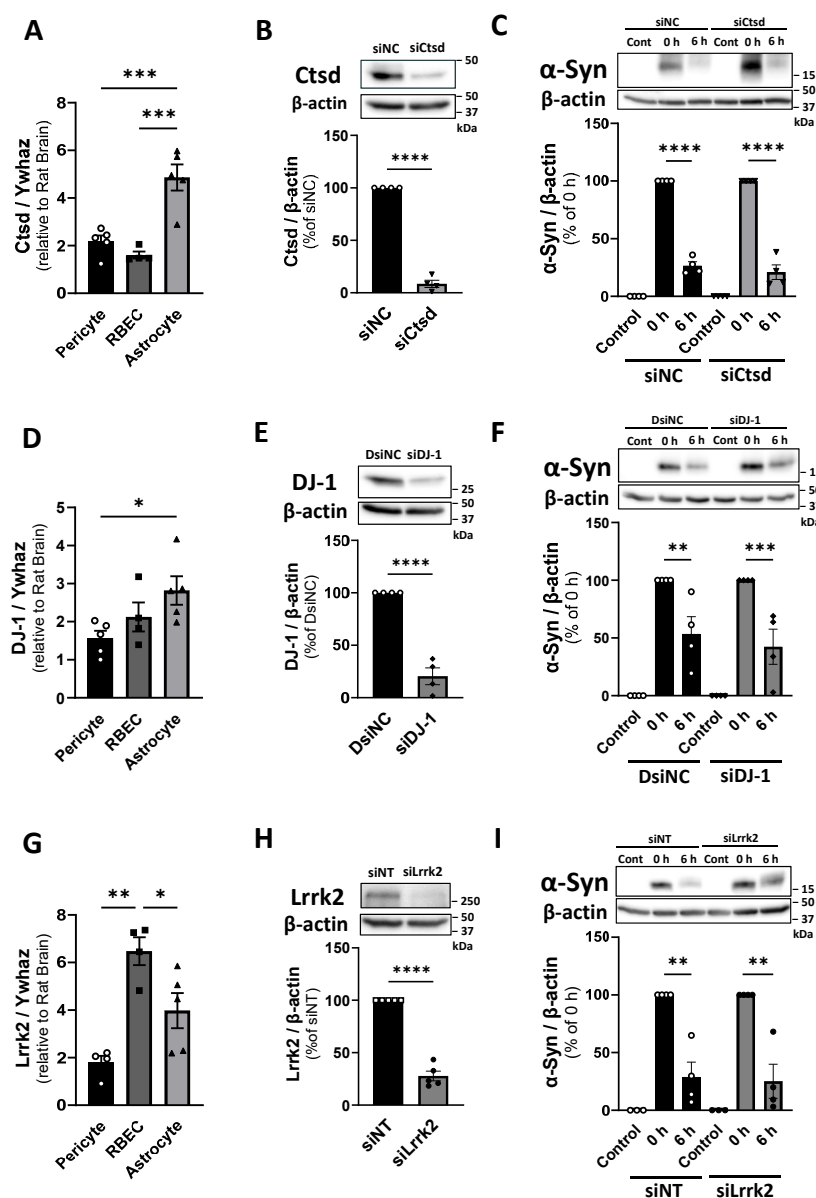 A
***
***
8
6
4
2
0
Ctsd / Ywhaz
(relative to Rat Brain)
Pericyte
RBEC
Astrocyte
B
siNC siCtsd
Ctsd
50
β-actin
50
37
kDa
150
100
50
0
****
Ctsd / β-actin
(%of siNC)
siNC
siCtsd
C
siNC siCtsd
Cont 0 h 6 h Cont 0 h 6 h
α-Syn
15
β-actin
50
37
kDa
150
100
50
0
**** ****
α-Syn / β-actin
(% of 0 h)
Control 0 h 6 h Control 0 h 6 h
siNC siCtsd
D
*
5
4
3
2
1
0
DJ-1 / Ywhaz
(relative to Rat Brain)
Pericyte
RBEC
Astrocyte
E
DsiNC siDJ-1
DJ-1
25
β-actin
50
37
kDa
150
100
50
0
****
DJ-1 / β-actin
(%of DsiNC)
DsiNC
siDJ-1
F
DsiNC siDJ-1
Cont 0 h 6 h Cont 0 h 6 h
α-Syn
β-actin
50
150
100
50
0
** ***
α-Syn / β-actin
(% of 0 h)
Control 0 h 6 h Control 0 h 6 h
DsiNC siDJ-1
G
** *
8
6
4
2
0
Lrrk2 / Ywhaz
(relative to Rat Brain)
Pericyte
RBEC
Astrocyte
H
siNT siLrrk2
Lrrk2
250
β-actin
50
37
kDa
150
100
50
0
****
Lrrk2 / β-actin
(%of siNT)
siNT
siLrrk2
I
siNT siLrrk2
Cont 0 h 6 h Cont 0 h 6 h
α-Syn
15
β-actin
50
37
kDa
150
100
50
0
** **
α-Syn / β-actin
(% of 0 h)
Control 0 h 6 h Control 0 h 6 h
siNT siLrrk2